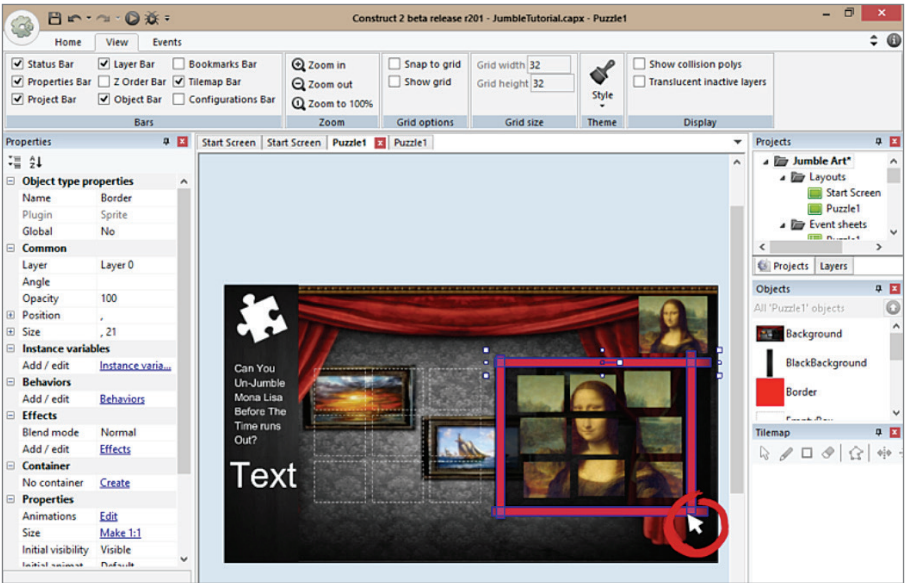 Construct 2 beta release r201 - JumbleTutorial.capx - Puzzle1
Home View Events
Status Bar Layer Bar Bookmarks Bar
Properties Bar Z Order Bar Tilemap Bar
Project Bar Object Bar Configurations Bar
Bars
Zoom in
Zoom out
Zoom to 100%
Zoom
Snap to grid
Show grid
Grid options
Grid width 32
Grid height 32
Grid size
Style
Theme
Show collision polys
Translucent inactive layers
Display
Properties
Object type properties
Name Border
Plugin Sprite
Global No
Common
Layer Layer 0
Angle
Opacity 100
Position ,
Size , 21
Instance variables
Add / edit Instance varia...
Behaviors
Add / edit Behaviors
Effects
Blend mode Normal
Add / edit Effects
Container
No container Create
Properties
Animations Edit
Size Make 1:1
Initial visibility Visible
Start Screen Start Screen Puzzle1 Puzzle1
Can You
Un-Jumble
Mona Lisa
Before The
Time runs
Out?
Text
Projects
Jumble Art*
Layouts
Start Screen
Puzzle1
Event sheets
Projects Layers
Objects
All 'Puzzle1' objects
Background
BlackBackground
Border
Tilemap